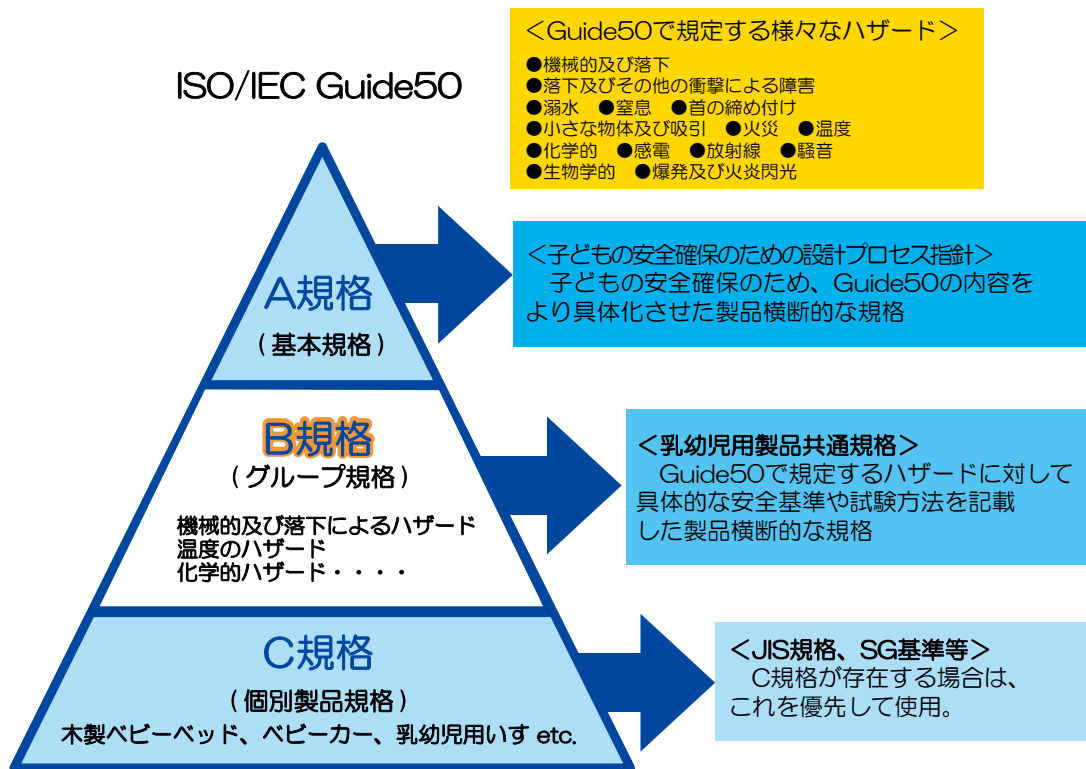 ISO/IEC Guide50
＜Guide50で規定する様々なハザード＞
●機械的及び落下
●落下及びその他の衝撃による障害
●溺水　●窒息　●首の締め付け
●小さな物体及び吸引　●火災　●温度
●化学的　●感電　●放射線　●騒音
●生物学的　●爆発及び火炎閃光
A規格
（基本規格）
＜子どもの安全確保のための設計プロセス指針＞
　子どもの安全確保のため、Guide50の内容を
より具体化させた製品横断的な規格
B規格
（グループ規格）
機械的及び落下によるハザード
温度のハザード
化学的ハザード・・・・
＜乳幼児用製品共通規格＞
　Guide50で規定するハザードに対して
具体的な安全基準や試験方法を記載
した製品横断的な規格
C規格
（個別製品規格）
木製ベビーベッド、ベビーカー、乳幼児用いす etc.
＜JIS規格、SG基準等＞
　C規格が存在する場合は、
これを優先して使用。